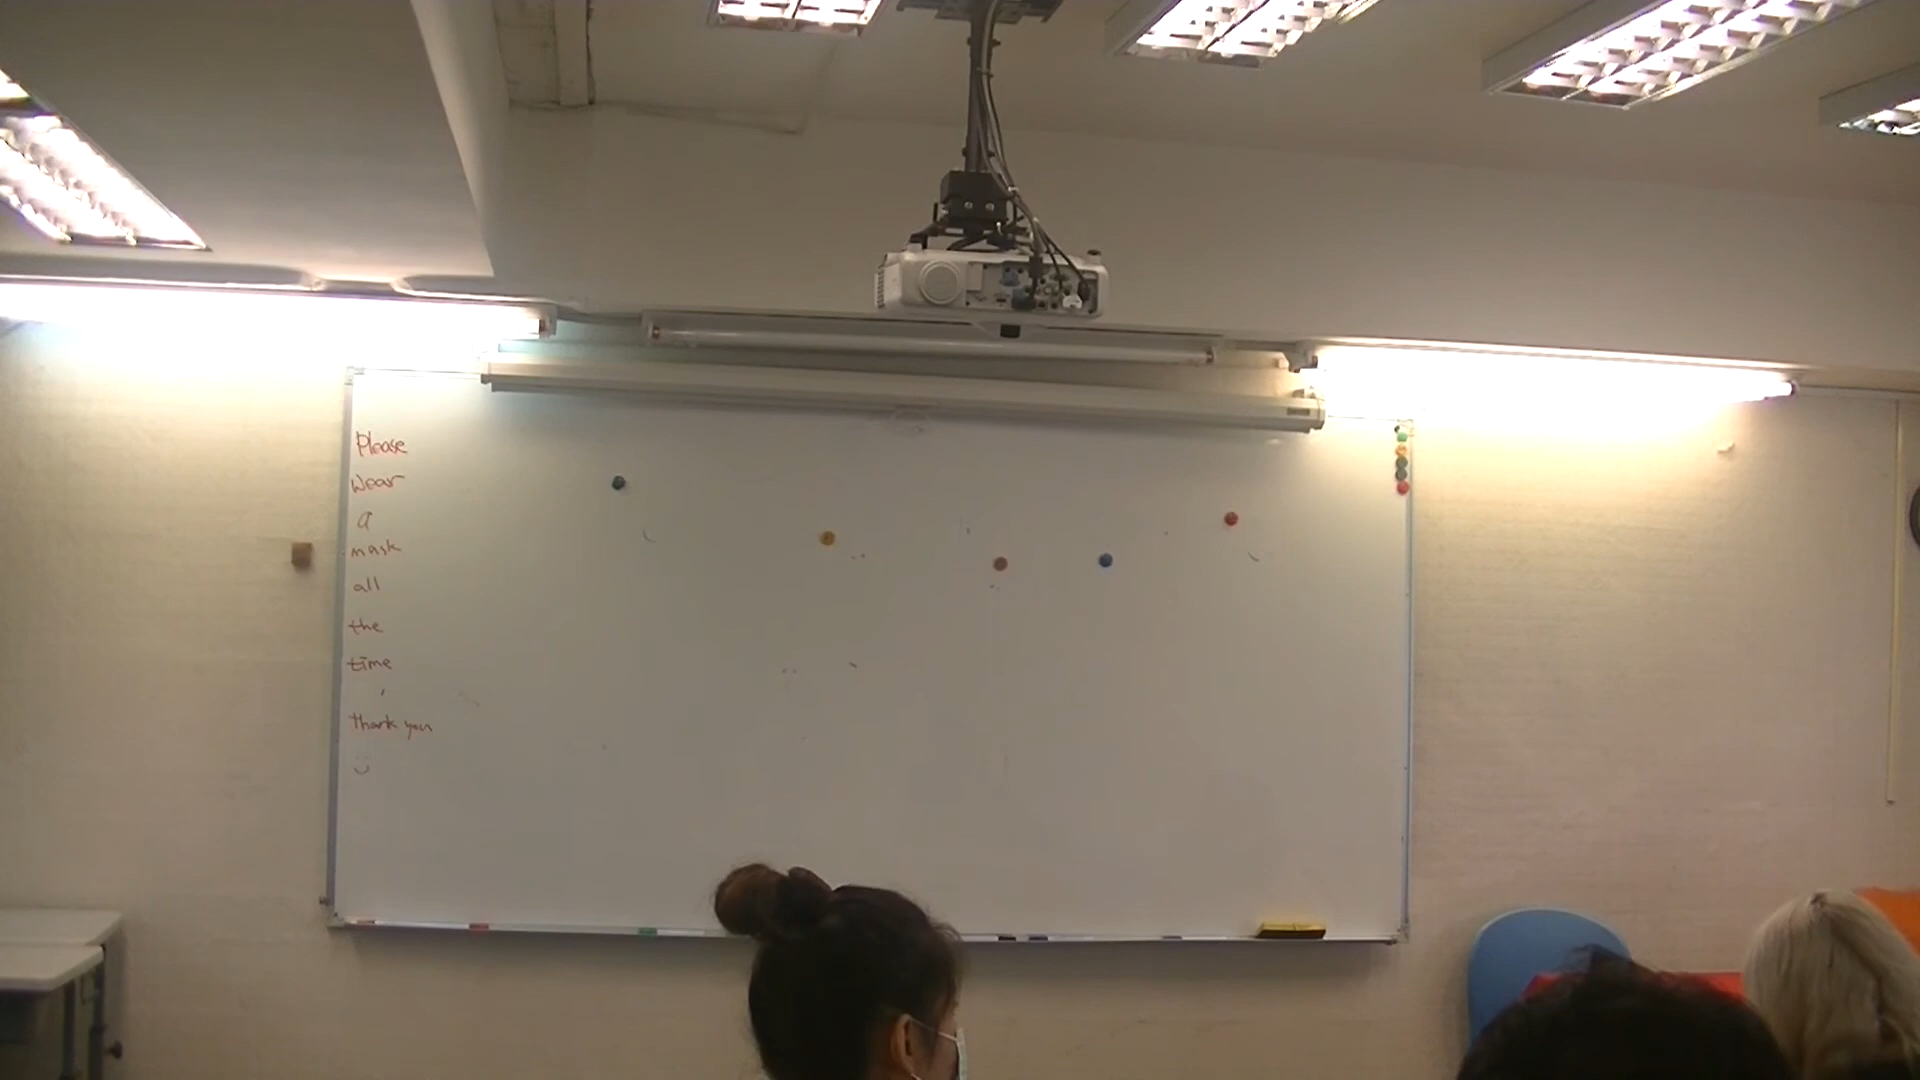 Please
Wear
a
mask
all
the
time
,
thank you
:)